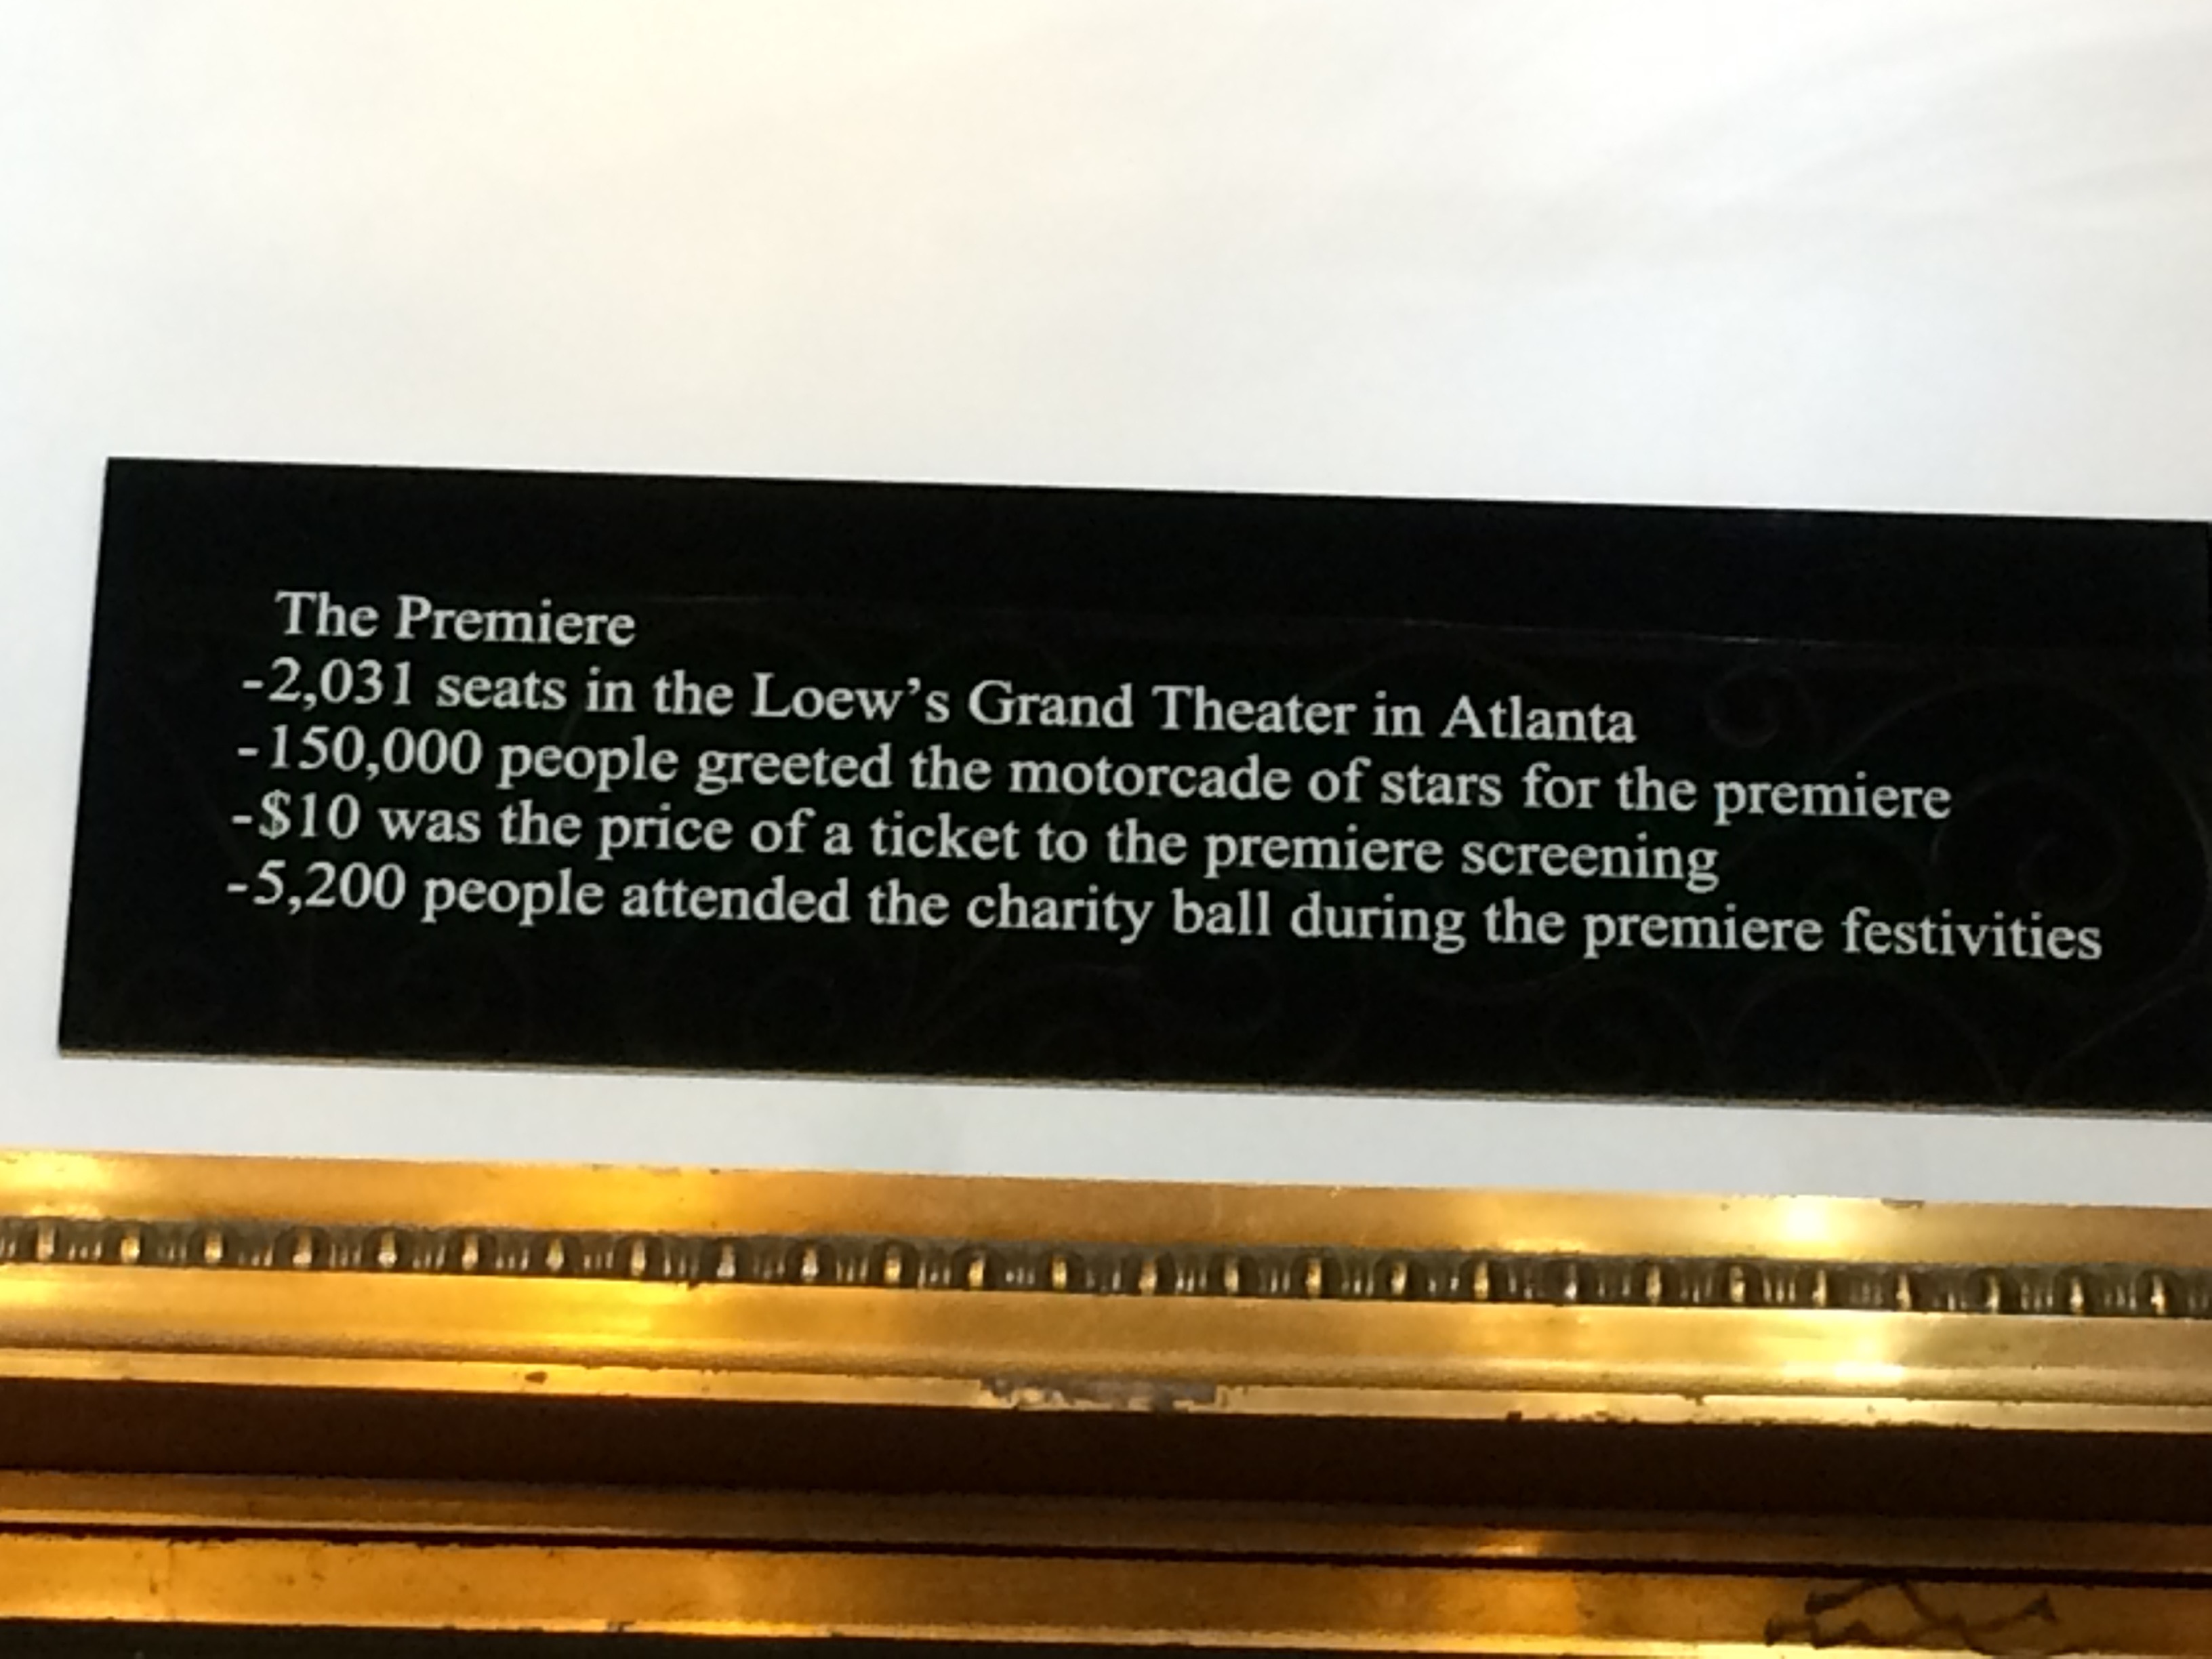 The Premiere
-2,031 seats in the Loew’s Grand Theater in Atlanta
-150,000 people greeted the motorcade of stars for the premiere
-$10 was the price of a ticket to the premiere screening
-5,200 people attended the charity ball during the premiere festivities